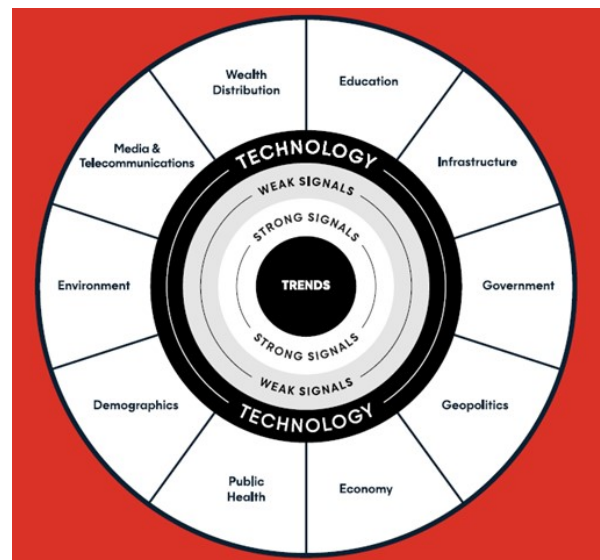 Wealth
Distribution
Education
Media &
Telecommunications
Infrastructure
TECHNOLOGY
WEAK SIGNALS
STRONG SIGNALS
Environment
TRENDS
Government
STRONG SIGNALS
WEAK SIGNALS
TECHNOLOGY
Demographics
Geopolitics
Public
Health
Economy